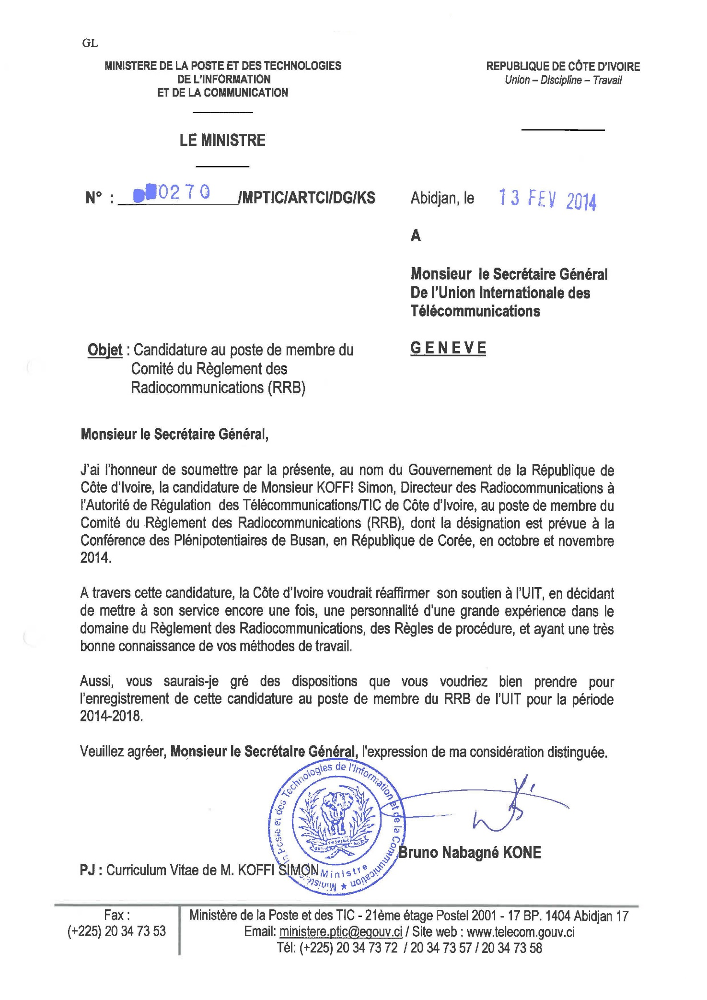 GL
MINISTERE DE LA POSTE ET DES TECHNOLOGIES
DE L'INFORMATION
ET DE LA COMMUNICATION
REPUBLIQUE DE CÔTE D'IVOIRE
Union – Discipline – Travail
LE MINISTRE
N° : 0270 /MPTIC/ARTCI/DG/KS
Abidjan, le 13 FEV 2014
A
Monsieur le Secrétaire Général
De l'Union Internationale des
Télécommunications
GENEVE
Objet : Candidature au poste de membre du
Comité du Règlement des
Radiocommunications (RRB)
Monsieur le Secrétaire Général,
J'ai l'honneur de soumettre par la présente, au nom du Gouvernement de la République de
Côte d'Ivoire, la candidature de Monsieur KOFFI Simon, Directeur des Radiocommunications à
l'Autorité de Régulation des Télécommunications/TIC de Côte d'Ivoire, au poste de membre du
Comité du Règlement des Radiocommunications (RRB), dont la désignation est prévue à la
Conférence des Plénipotentiaires de Busan, en République de Corée, en octobre et novembre
2014.
A travers cette candidature, la Côte d'Ivoire voudrait réaffirmer son soutien à l'UIT, en décidant
de mettre à son service encore une fois, une personnalité d'une grande expérience dans le
domaine du Règlement des Radiocommunications, des Règles de procédure, et ayant une très
bonne connaissance de vos méthodes de travail.
Aussi, vous saurais-je gré des dispositions que vous voudriez bien prendre pour
l'enregistrement de cette candidature au poste de membre du RRB de l'UIT pour la période
2014-2018.
Veuillez agréer, Monsieur le Secrétaire Général, l'expression de ma considération distinguée.
la Poste et des Technologies de l'Information et de la Communication ★
Ministre
Bruno Nabagné KONE
PJ : Curriculum Vitae de M. KOFFI SIMON
Fax :
(+225) 20 34 73 53
Ministère de la Poste et des TIC - 21ème étage Postel 2001 - 17 BP. 1404 Abidjan 17
Email: ministere.ptic@egouv.ci / Site web : www.telecom.gouv.ci
Tél: (+225) 20 34 73 72 / 20 34 73 57 / 20 34 73 58